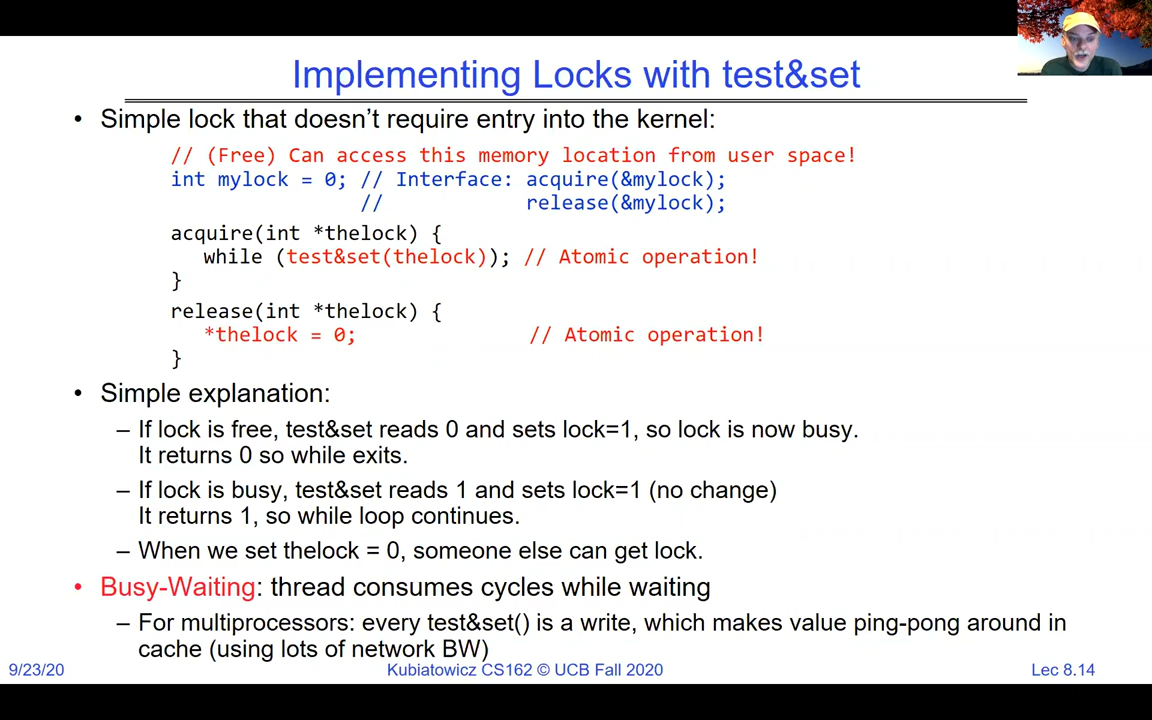 Implementing Locks with test&set
• Simple lock that doesn't require entry into the kernel:
// (Free) Can access this memory location from user space!
int mylock = 0; // Interface: acquire(&mylock);
// release(&mylock);
acquire(int *thelock) {
while (test&set(thelock)); // Atomic operation!
}
release(int *thelock) {
*thelock = 0; // Atomic operation!
}
• Simple explanation:
– If lock is free, test&set reads 0 and sets lock=1, so lock is now busy.
It returns 0 so while exits.
– If lock is busy, test&set reads 1 and sets lock=1 (no change)
It returns 1, so while loop continues.
– When we set thelock = 0, someone else can get lock.
• Busy-Waiting: thread consumes cycles while waiting
– For multiprocessors: every test&set() is a write, which makes value ping-pong around in
cache (using lots of network BW)
9/23/20 Kubiatowicz CS162 © UCB Fall 2020 Lec 8.14